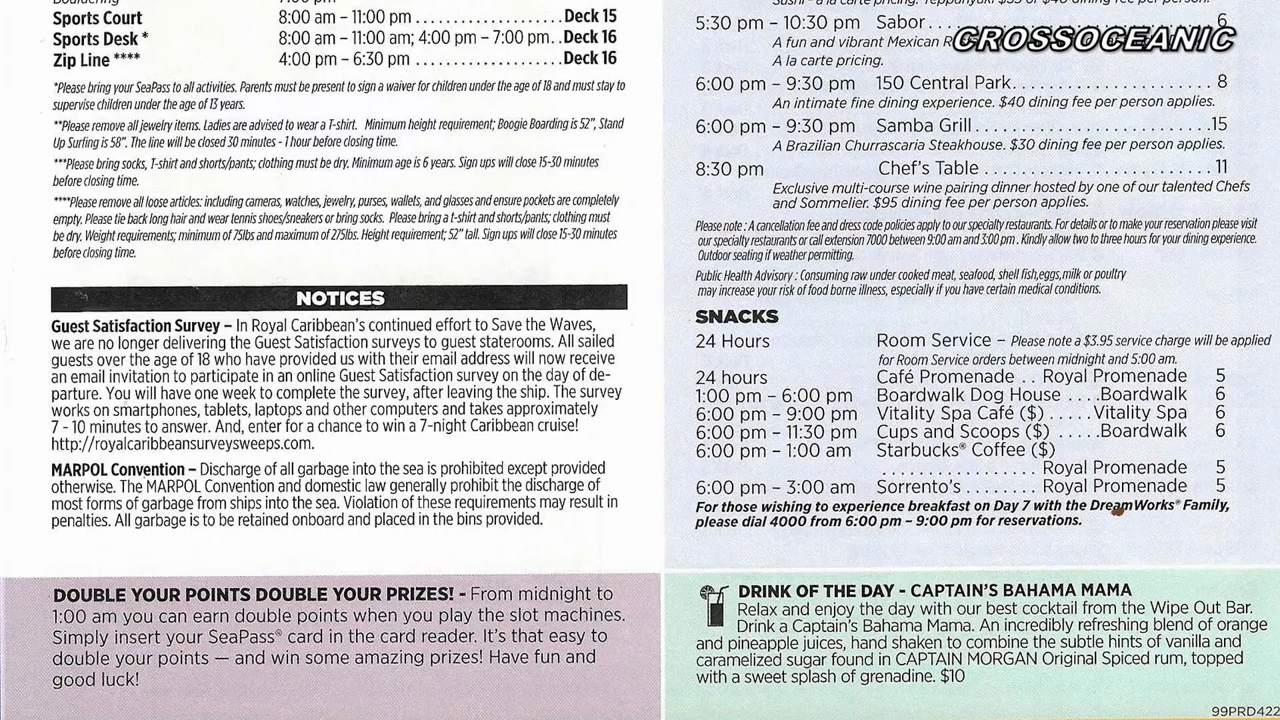 Sports Court 8:00 am – 11:00 pm . . . . . . . . . . . . . . . . . . . . . Deck 15
Sports Desk * 8:00 am – 11:00 am; 4:00 pm – 7:00 pm . . Deck 16
Zip Line **** 4:00 pm – 6:30 pm . . . . . . . . . . . . . . . . . . . . . Deck 16
*Please bring your SeaPass to all activities. Parents must be present to sign a waiver for children under the age of 18 and must stay to
supervise children under the age of 13 years.
**Please remove all jewelry items. Ladies are advised to wear a T-shirt. Minimum height requirement; Boogie Boarding is 52”, Stand
Up Surfing is 58”. The line will be closed 30 minutes - 1 hour before closing time.
***Please bring socks, T-shirt and shorts/pants; clothing must be dry. Minimum age is 6 years. Sign ups will close 15-30 minutes
before closing time.
****Please remove all loose articles: including cameras, watches, jewelry, purses, wallets, and glasses and ensure pockets are completely
empty. Please tie back long hair and wear tennis shoes/sneakers or bring socks. Please bring a t-shirt and shorts/pants; clothing must
be dry. Weight requirements; minimum of 75lbs and maximum of 275lbs. Height requirement; 52” tall. Sign ups will close 15-30 minutes
before closing time.
NOTICES
Guest Satisfaction Survey – In Royal Caribbean’s continued effort to Save the Waves,
we are no longer delivering the Guest Satisfaction surveys to guest staterooms. All sailed
guests over the age of 18 who have provided us with their email address will now receive
an email invitation to participate in an online Guest Satisfaction survey on the day of de-
parture. You will have one week to complete the survey, after leaving the ship. The survey
works on smartphones, tablets, laptops and other computers and takes approximately
7 - 10 minutes to answer. And, enter for a chance to win a 7-night Caribbean cruise!
http://royalcaribbeansurveysweeps.com.
MARPOL Convention – Discharge of all garbage into the sea is prohibited except provided
otherwise. The MARPOL Convention and domestic law generally prohibit the discharge of
most forms of garbage from ships into the sea. Violation of these requirements may result in
penalties. All garbage is to be retained onboard and placed in the bins provided.
DOUBLE YOUR POINTS DOUBLE YOUR PRIZES! - From midnight to
1:00 am you can earn double points when you play the slot machines.
Simply insert your SeaPass® card in the card reader. It’s that easy to
double your points — and win some amazing prizes! Have fun and
good luck!
5:30 pm – 10:30 pm Sabor . . . 6
CROSSOCEANIC
A fun and vibrant Mexican
A la carte pricing.
6:00 pm – 9:30 pm 150 Central Park. . . . . . . . . . . . . . . . . . . . . . . 8
An intimate fine dining experience. $40 dining fee per person applies.
6:00 pm – 9:30 pm Samba Grill . . . . . . . . . . . . . . . . . . . . . . . . . . .15
A Brazilian Churrascaria Steakhouse. $30 dining fee per person applies.
8:30 pm Chef’s Table . . . . . . . . . . . . . . . . . . . . . . . . . . 11
Exclusive multi-course wine pairing dinner hosted by one of our talented Chefs
and Sommelier. $95 dining fee per person applies.
Please note : A cancellation fee and dress code policies apply to our specialty restaurants. For details or to make your reservation please visit
our specialty restaurants or call extension 7000 between 9:00 am and 3:00 pm . Kindly allow two to three hours for your dining experience.
Outdoor seating if weather permitting.
Public Health Advisory : Consuming raw under cooked meat, seafood, shell fish,eggs,milk or poultry
may increase your risk of food borne illness, especially if you have certain medical conditions.
SNACKS
24 Hours Room Service – Please note a $3.95 service charge will be applied
for Room Service orders between midnight and 5:00 am.
24 hours Café Promenade . . Royal Promenade 5
1:00 pm – 6:00 pm Boardwalk Dog House . . . . .Boardwalk 6
6:00 pm – 9:00 pm Vitality Spa Café ($) . . . . . Vitality Spa 6
6:00 pm – 11:30 pm Cups and Scoops ($) . . . . .Boardwalk 6
6:00 pm – 1:00 am Starbucks® Coffee ($)
. . . . . . . . . . . . . . . . . . Royal Promenade 5
6:00 pm – 3:00 am Sorrento’s . . . . . . . . Royal Promenade 5
For those wishing to experience breakfast on Day 7 with the DreamWorks® Family,
please dial 4000 from 6:00 pm – 9:00 pm for reservations.
DRINK OF THE DAY - CAPTAIN’S BAHAMA MAMA
Relax and enjoy the day with our best cocktail from the Wipe Out Bar.
Drink a Captain’s Bahama Mama. An incredibly refreshing blend of orange
and pineapple juices, hand shaken to combine the subtle hints of vanilla and
caramelized sugar found in CAPTAIN MORGAN Original Spiced rum, topped
with a sweet splash of grenadine. $10
99PRD422